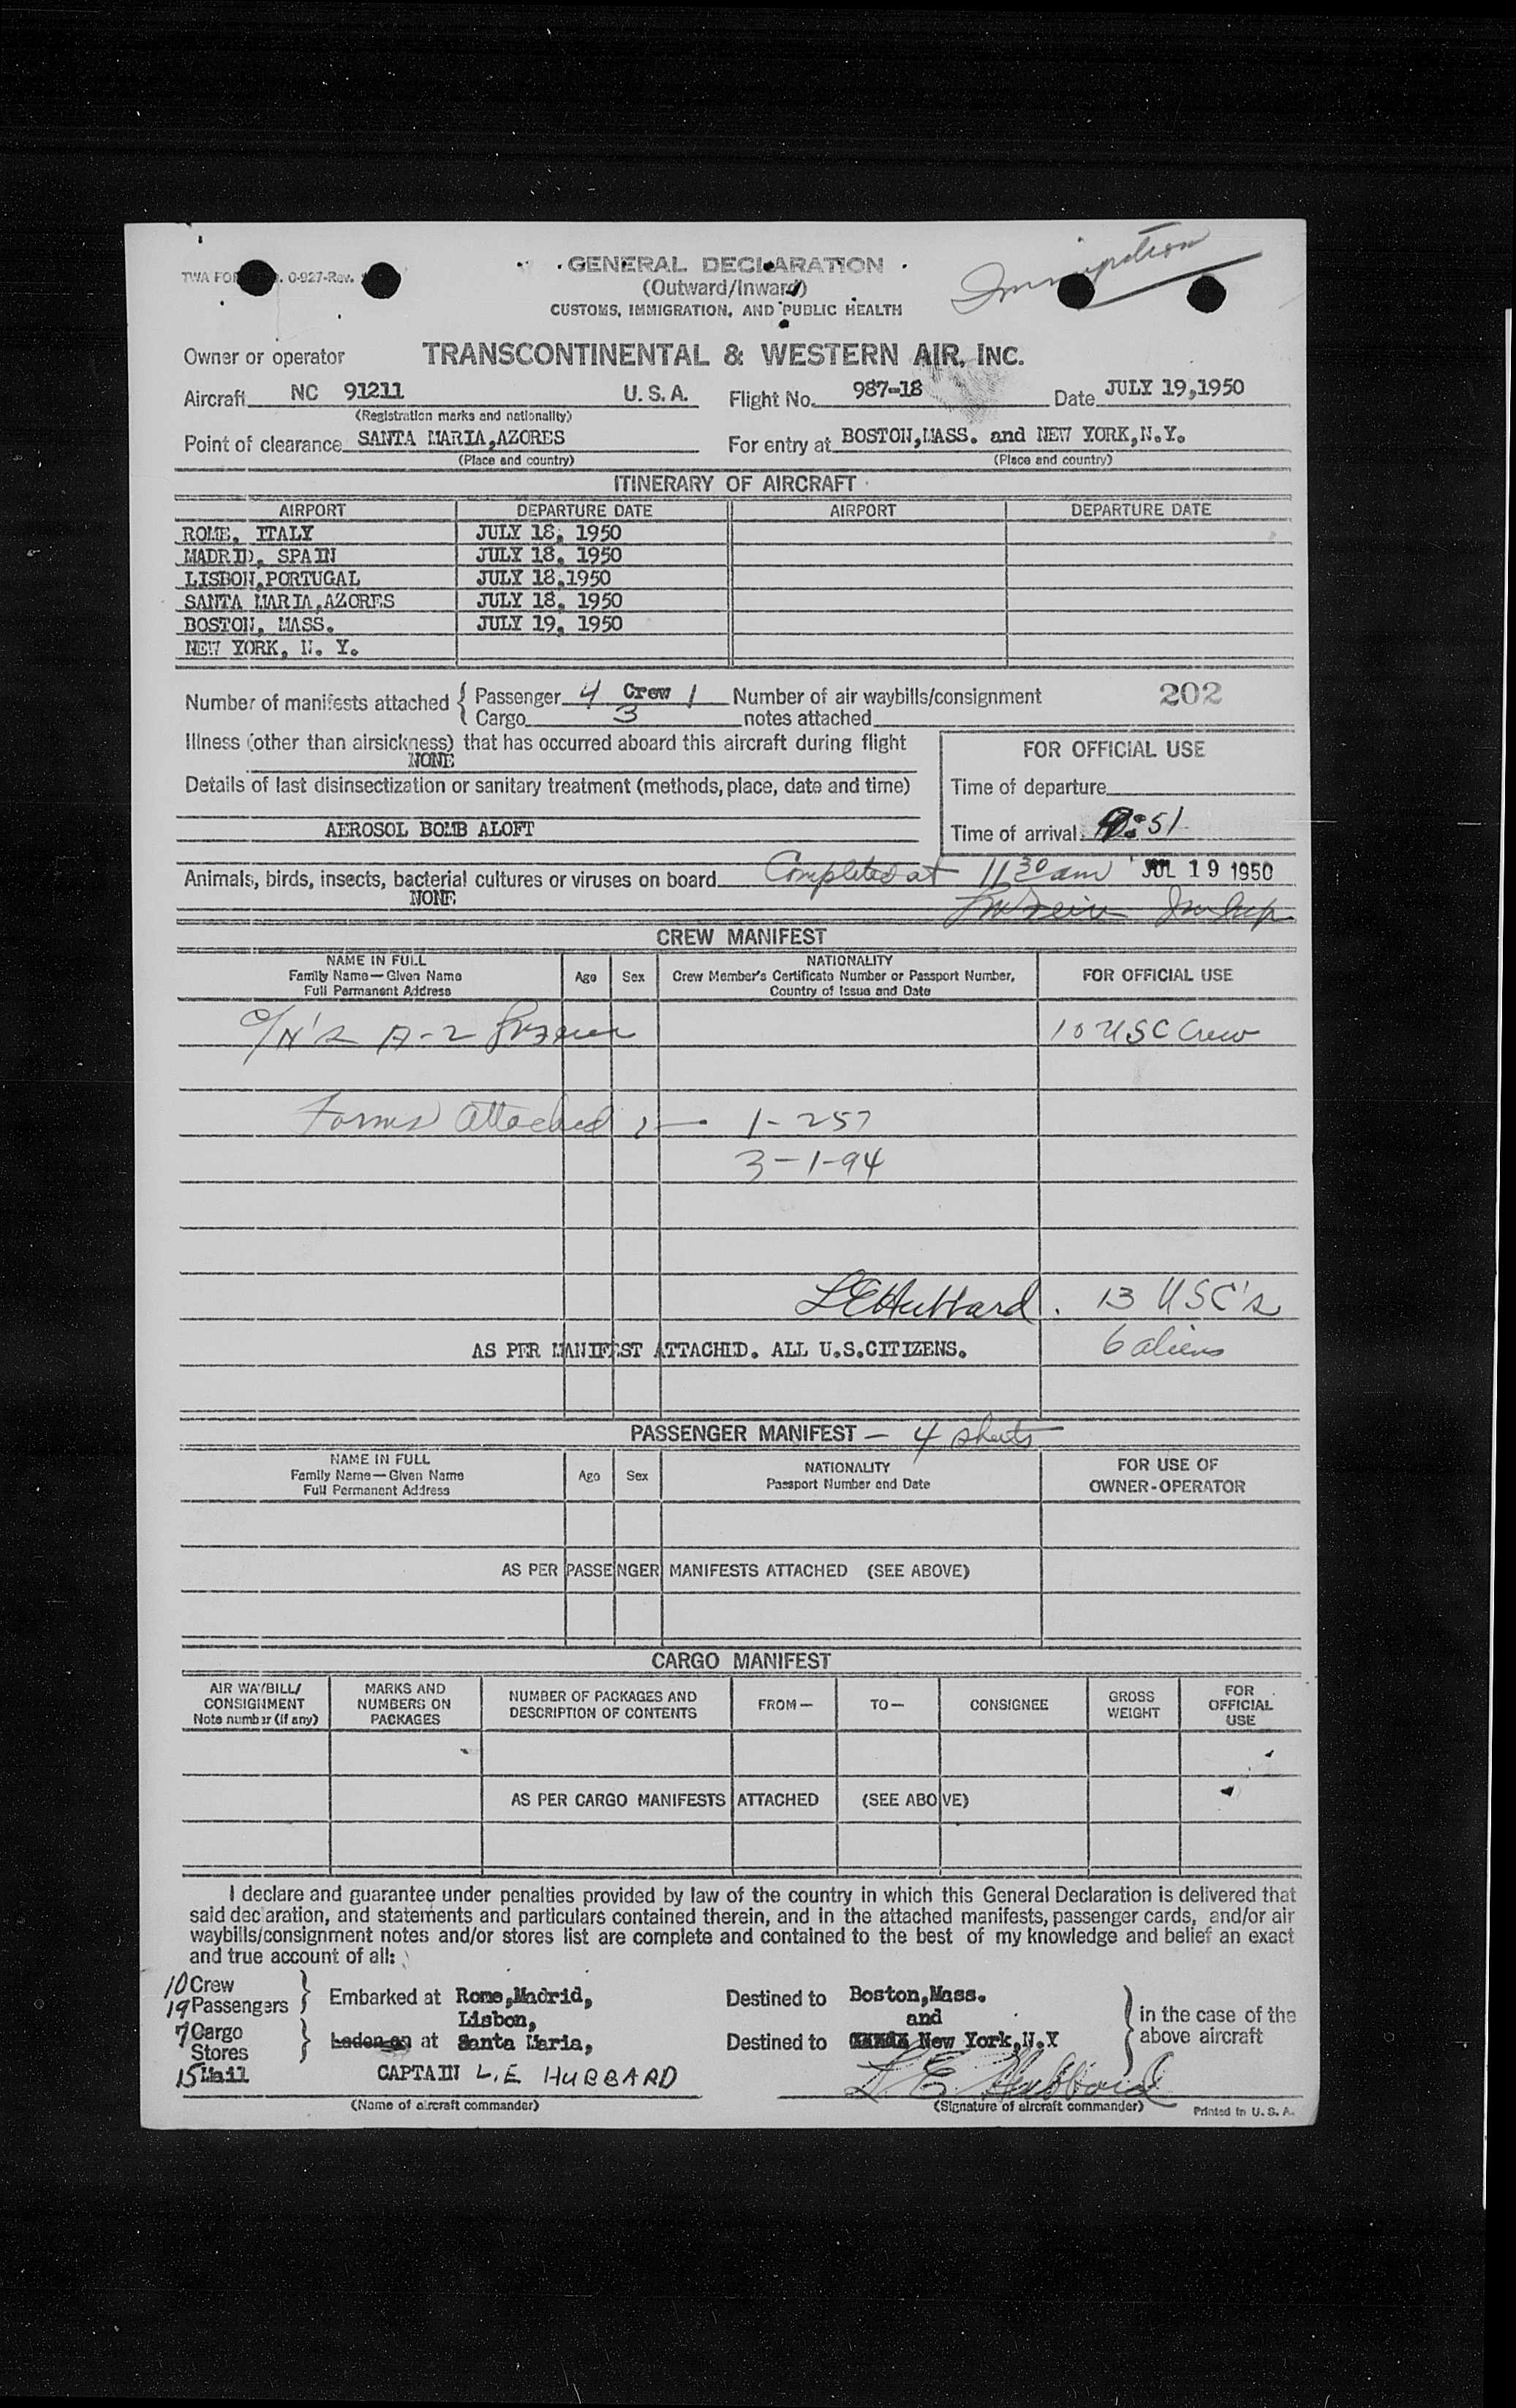 GENERAL DECLARATION
(Outward/Inward)
CUSTOMS, IMMIGRATION, AND PUBLIC HEALTH
Immigration
Owner or operator TRANSCONTINENTAL & WESTERN AIR, INC.
Aircraft NC 91211 U. S. A. Flight No. 987-18 Date JULY 19,1950
(Registration marks and nationality)
Point of clearance SANTA MARIA,AZORES For entry at BOSTON,MASS. and NEW YORK,N.Y.
(Place and country) (Place and country)
ITINERARY OF AIRCRAFT
AIRPORT DEPARTURE DATE AIRPORT DEPARTURE DATE
ROME, ITALY JULY 18, 1950
MADRID, SPAIN JULY 18, 1950
LISBON,PORTUGAL JULY 18,1950
SANTA MARIA,AZORES JULY 18, 1950
BOSTON, MASS. JULY 19, 1950
NEW YORK, N. Y.
Number of manifests attached { Passenger 4 Crew 1 Number of air waybills/consignment 202
Cargo 3 notes attached
Illness (other than airsickness) that has occurred aboard this aircraft during flight
NONE
FOR OFFICIAL USE
Details of last disinsectization or sanitary treatment (methods, place, date and time)
Time of departure
AEROSOL BOMB ALOFT
Time of arrival :51
Completed at 11 30 am JUL 19 1950
Animals, birds, insects, bacterial cultures or viruses on board
NONE
CREW MANIFEST
NAME IN FULL
Family Name—Given Name
Full Permanent Address
Age Sex
NATIONALITY
Crew Member's Certificate Number or Passport Number,
Country of Issue and Date
FOR OFFICIAL USE
A-2 10 USC Crew
Forms attached 1-257
3-1-94
LEHubbard. 13 USC's
AS PER MANIFEST ATTACHED. ALL U.S.CITIZENS. 6 aliens
PASSENGER MANIFEST — 4 sheets
NAME IN FULL
Family Name—Given Name
Full Permanent Address
Age Sex
NATIONALITY
Passport Number and Date
FOR USE OF
OWNER-OPERATOR
AS PER PASSENGER MANIFESTS ATTACHED (SEE ABOVE)
CARGO MANIFEST
AIR WAYBILL/
CONSIGNMENT
Note number (if any)
MARKS AND
NUMBERS ON
PACKAGES
NUMBER OF PACKAGES AND
DESCRIPTION OF CONTENTS
FROM—
TO—
CONSIGNEE
GROSS
WEIGHT
FOR
OFFICIAL
USE
AS PER CARGO MANIFESTS ATTACHED (SEE ABOVE)
I declare and guarantee under penalties provided by law of the country in which this General Declaration is delivered that
said declaration, and statements and particulars contained therein, and in the attached manifests, passenger cards, and/or air
waybills/consignment notes and/or stores list are complete and contained to the best of my knowledge and belief an exact
and true account of all:
10 Crew
19 Passengers } Embarked at Rome,Madrid, Destined to Boston,Mass.
Lisbon, and
7 Cargo
Stores } Laden on at Santa Maria, Destined to New York,N.Y
} in the case of the
above aircraft
15 Mail CAPTAIN L.E HUBBARD L. E. Hubbard
(Name of aircraft commander) (Signature of aircraft commander) Printed in U. S. A.